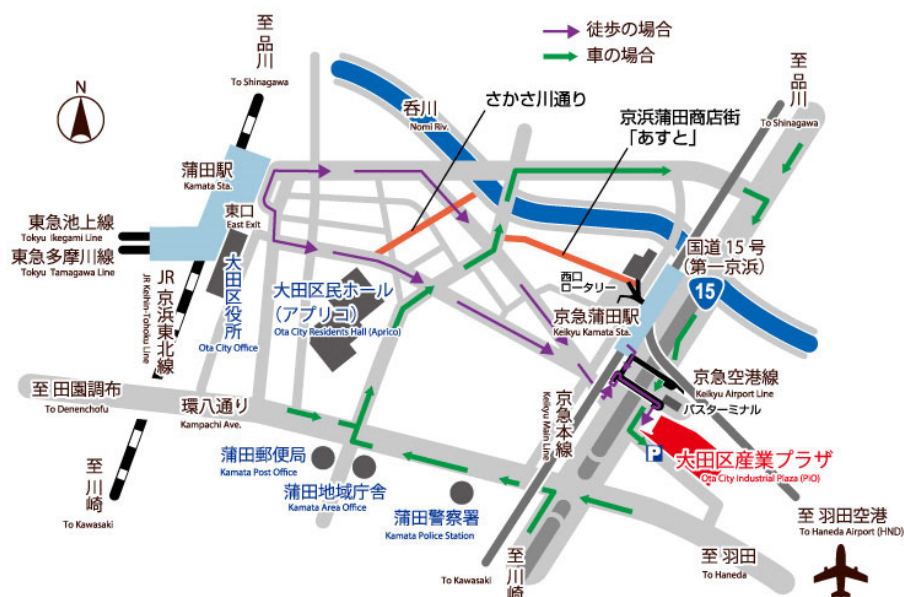 徒歩の場合
車の場合
N
至 品川
To Shinagawa
至 品川
To Shinagawa
さかさ川通り
呑川
Nomi Riv.
京浜蒲田商店街
「あすと」
蒲田駅
Kamata Sta.
東口
East Exit
東急池上線
Tokyu Ikegami Line
東急多摩川線
Tokyu Tamagawa Line
JR 京浜東北線
JR Keihin-Tohoku Line
大田区役所
Ota City Office
大田区民ホール
(アプリコ)
Ota City Residents Hall (Aprico)
西口
ロータリー
国道 15 号
(第一京浜)
15
京急蒲田駅
Keikyu Kamata Sta.
京急空港線
Keikyu Airport Line
バスターミナル
至 田園調布
To Denenchofu
環八通り
Kampachi Ave.
京急本線
Keikyu Main Line
P
大田区産業プラザ
Ota City Industrial Plaza (PiO)
蒲田郵便局
Kamata Post Office
蒲田地域庁舎
Kamata Area Office
蒲田警察署
Kamata Police Station
至 川崎
To Kawasaki
至 川崎
To Kawasaki
至 羽田空港
To Haneda Airport (HND)
至 羽田
To Haneda